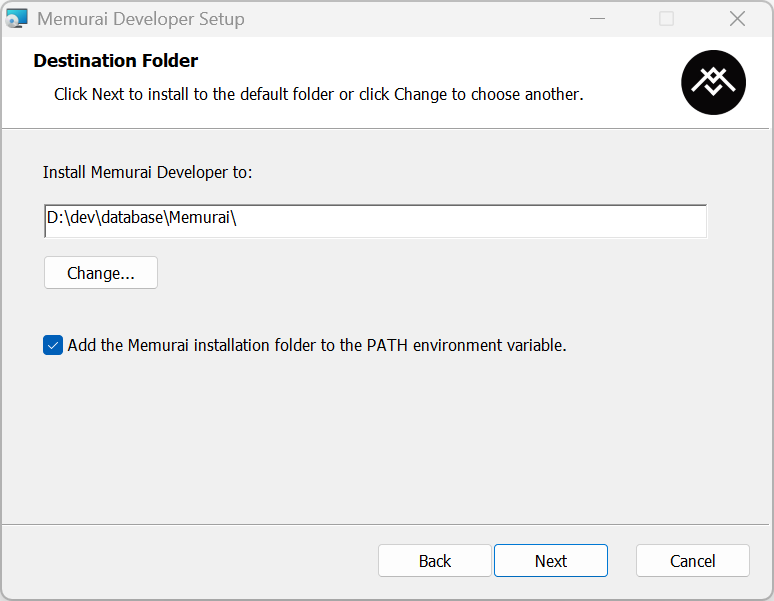 Memurai Developer Setup
Destination Folder
Click Next to install to the default folder or click Change to choose another.
Install Memurai Developer to:
D:\dev\database\Memurai\
Change...
Add the Memurai installation folder to the PATH environment variable.
Back
Next
Cancel